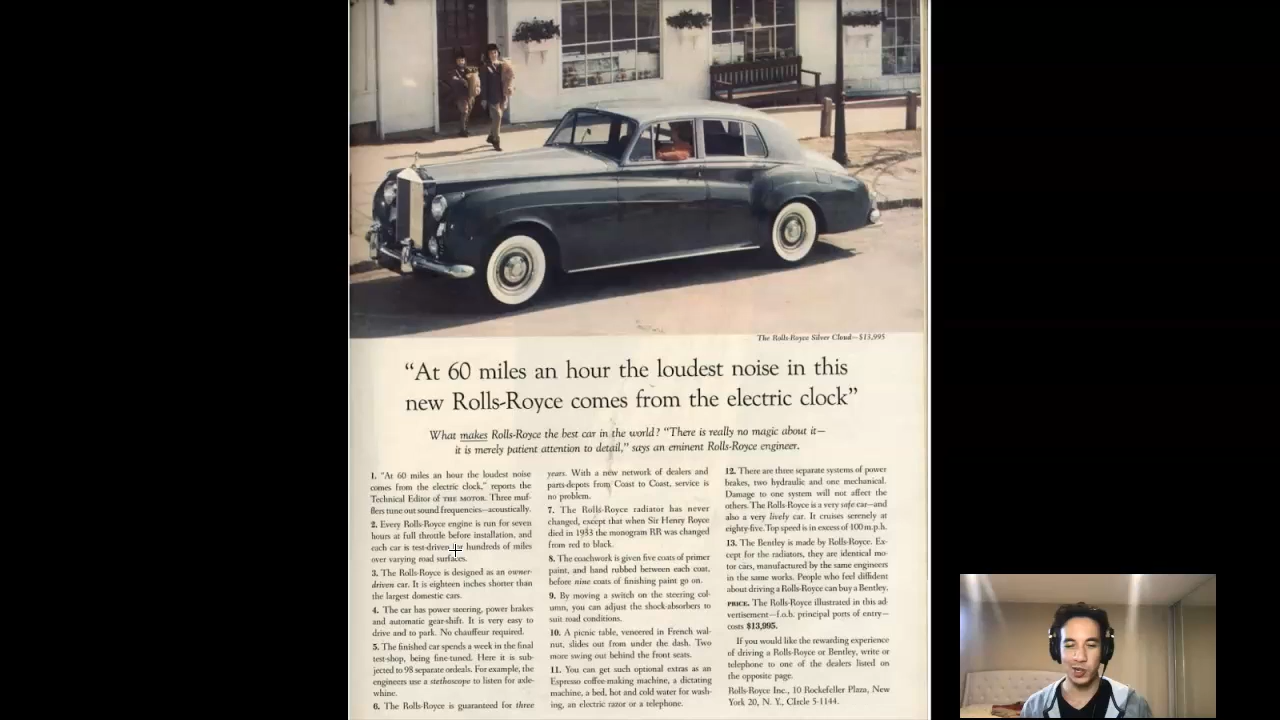 The Rolls-Royce Silver Cloud—$13,995
“At 60 miles an hour the loudest noise in this
new Rolls-Royce comes from the electric clock”
What makes Rolls-Royce the best car in the world? “There is really no magic about it—
it is merely patient attention to detail,” says an eminent Rolls-Royce engineer.
1. “At 60 miles an hour the loudest noise
comes from the electric clock,” reports the
Technical Editor of THE MOTOR. Three muf-
flers tune out sound frequencies—acoustically.
2. Every Rolls-Royce engine is run for seven
hours at full throttle before installation, and
each car is test-driven for hundreds of miles
over varying road surfaces.
3. The Rolls-Royce is designed as an owner-
driven car. It is eighteen inches shorter than
the largest domestic cars.
4. The car has power steering, power brakes
and automatic gear-shift. It is very easy to
drive and to park. No chauffeur required.
5. The finished car spends a week in the final
test-shop, being fine-tuned. Here it is sub-
jected to 98 separate ordeals. For example, the
engineers use a stethoscope to listen for axle-
whine.
6. The Rolls-Royce is guaranteed for three
years. With a new network of dealers and
parts-depots from Coast to Coast, service is
no problem.
7. The Rolls-Royce radiator has never
changed, except that when Sir Henry Royce
died in 1933 the monogram RR was changed
from red to black.
8. The coachwork is given five coats of primer
paint, and hand rubbed between each coat,
before nine coats of finishing paint go on.
9. By moving a switch on the steering col-
umn, you can adjust the shock-absorbers to
suit road conditions.
10. A picnic table, veneered in French wal-
nut, slides out from under the dash. Two
more swing out behind the front seats.
11. You can get such optional extras as an
Espresso coffee-making machine, a dictating
machine, a bed, hot and cold water for wash-
ing, an electric razor or a telephone.
12. There are three separate systems of power
brakes, two hydraulic and one mechanical.
Damage to one system will not affect the
others. The Rolls-Royce is a very safe car—and
also a very lively car. It cruises serenely at
eighty-five. Top speed is in excess of 100 m.p.h.
13. The Bentley is made by Rolls-Royce. Ex-
cept for the radiators, they are identical mo-
tor cars, manufactured by the same engineers
in the same works. People who feel diffident
about driving a Rolls-Royce can buy a Bentley.
PRICE. The Rolls-Royce illustrated in this ad-
vertisement—f.o.b. principal ports of entry—
costs $13,995.
If you would like the rewarding experience
of driving a Rolls-Royce or Bentley, write or
telephone to one of the dealers listed on
the opposite page.
Rolls-Royce Inc., 10 Rockefeller Plaza, New
York 20, N. Y., CIrcle 5-1144.